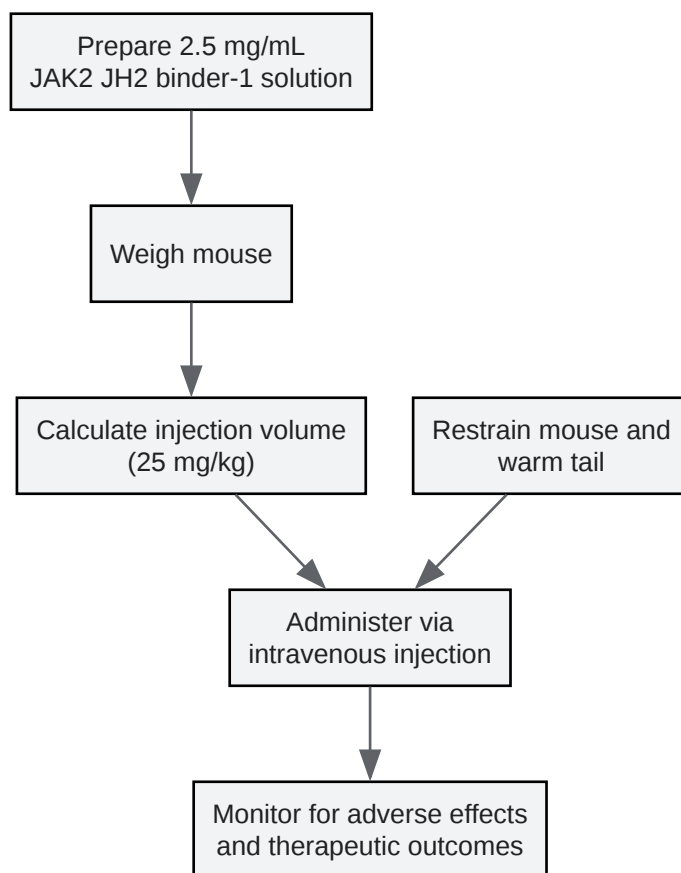 Prepare 2.5 mg/mL
JAK2 JH2 binder-1 solution
Weigh mouse
Calculate injection volume
(25 mg/kg)
Restrain mouse and
warm tail
Administer via
intravenous injection
Monitor for adverse effects
and therapeutic outcomes